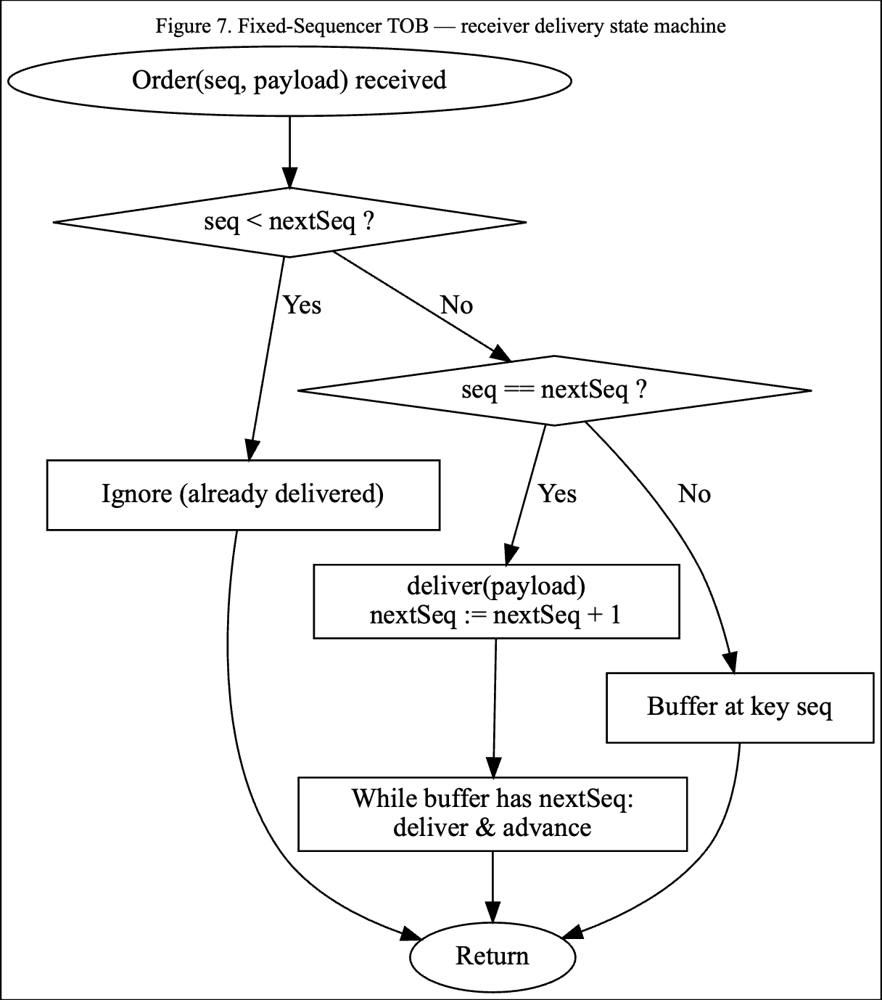 Figure 7. Fixed-Sequencer TOB — receiver delivery state machine
Order(seq, payload) received
seq < nextSeq ?
Yes
No
seq == nextSeq ?
Ignore (already delivered)
Yes
No
deliver(payload)
nextSeq := nextSeq + 1
Buffer at key seq
While buffer has nextSeq:
deliver & advance
Return